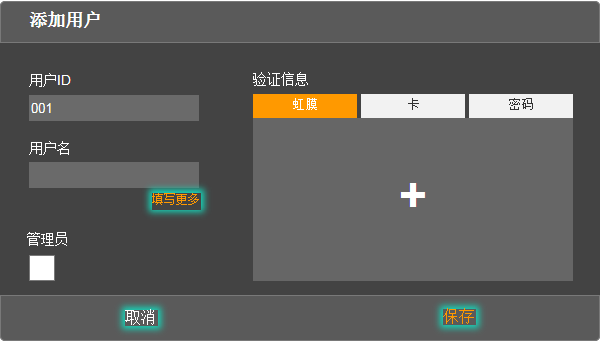 添加用户
用户ID
001
用户名
填写更多
管理员
验证信息
虹膜 卡 密码
取消 保存